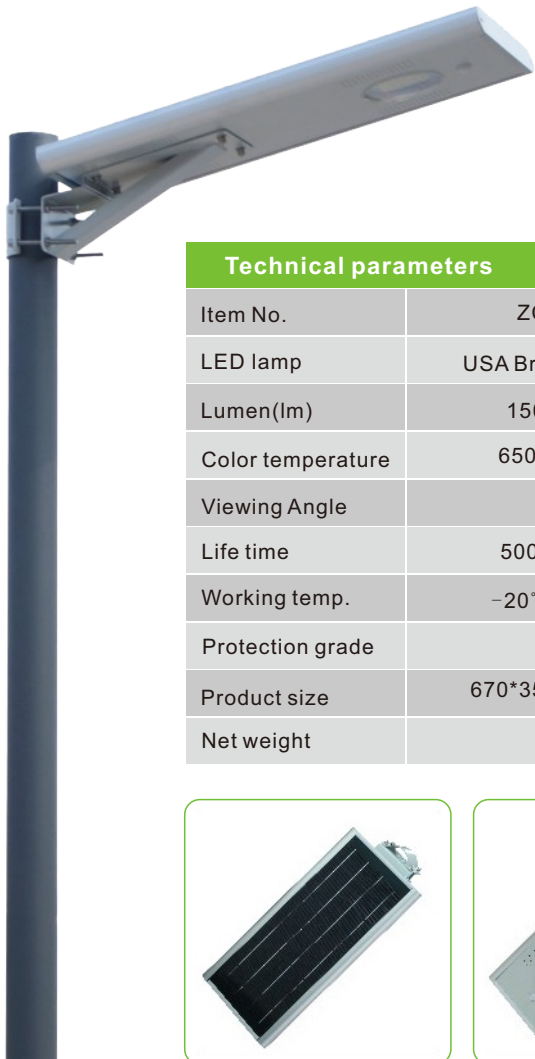 Technical parameters
Item No. ZO
LED lamp USA Br
Lumen(lm) 150
Color temperature 650
Viewing Angle
Life time 500
Working temp. -20°
Protection grade
Product size 670*35
Net weight